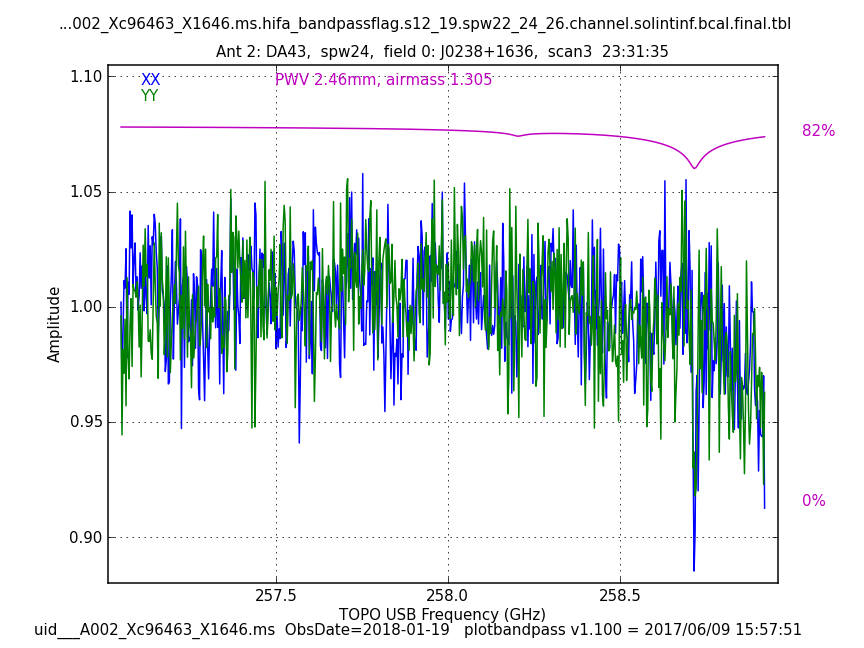 ...002_Xc96463_X1646.ms.hifa_bandpassflag.s12_19.spw22_24_26.channel.solintinf.bcal.final.tbl
Ant 2: DA43, spw24, field 0: J0238+1636, scan3 23:31:35
1.10
XX
PWV 2.46mm, airmass 1.305
YY
82%
1.05
1.00
Amplitude
0.95
0%
0.90
257.5
258.0
258.5
TOPO USB Frequency (GHz)
uid___A002_Xc96463_X1646.ms ObsDate=2018-01-19 plotbandpass v1.100 = 2017/06/09 15:57:51